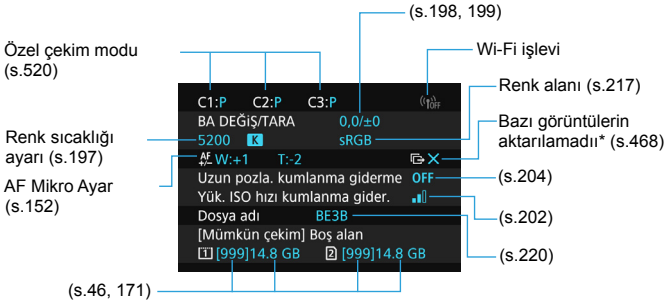 (s.198, 199)
Özel çekim modu
(s.520)
Wi-Fi işlevi
Renk alanı (s.217)
C1:P C2:P C3:P
OFF
BA DEĞiŞ/TARA 0,0/±0
Bazı görüntülerin
aktarılamadıı* (s.468)
Renk sıcaklığı
ayarı (s.197)
5200 K sRGB
AF
+/- W:+1 T:-2
AF Mikro Ayar
(s.152)
Uzun pozla. kumlanma giderme OFF
(s.204)
Yük. ISO hızı kumlanma gider.
(s.202)
Dosya adı BE3B
(s.220)
[Mümkün çekim] Boş alan
1 [999]14.8 GB 2 [999]14.8 GB
(s.46, 171)